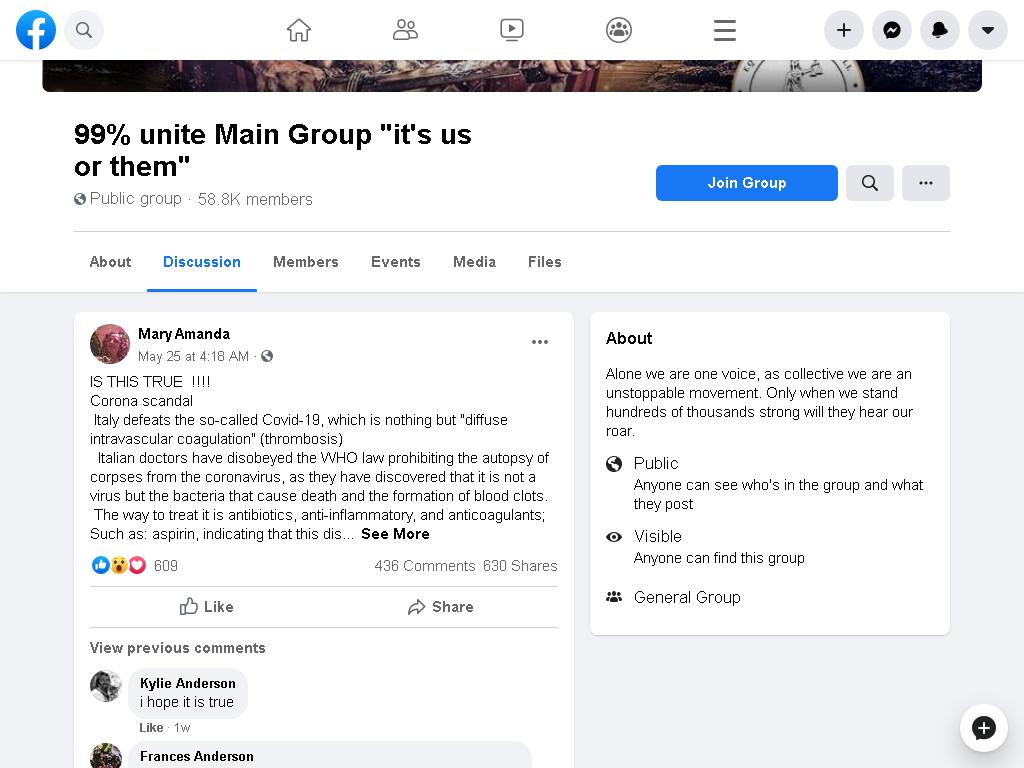 99% unite Main Group "it's us
or them"
Public group · 58.8K members
Join Group
About
Discussion
Members
Events
Media
Files
Mary Amanda
May 25 at 4:18 AM ·
IS THIS TRUE  !!!!
Corona scandal
Italy defeats the so-called Covid-19, which is nothing but "diffuse
intravascular coagulation" (thrombosis)
Italian doctors have disobeyed the WHO law prohibiting the autopsy of
corpses from the coronavirus, as they have discovered that it is not a
virus but the bacteria that cause death and the formation of blood clots.
The way to treat it is antibiotics, anti-inflammatory, and anticoagulants;
Such as: aspirin, indicating that this dis... See More
609
436 Comments 630 Shares
Like
Share
View previous comments
Kylie Anderson
i hope it is true
Like · 1w
Frances Anderson
About
Alone we are one voice, as collective we are an
unstoppable movement. Only when we stand
hundreds of thousands strong will they hear our
roar.
Public
Anyone can see who's in the group and what
they post
Visible
Anyone can find this group
General Group